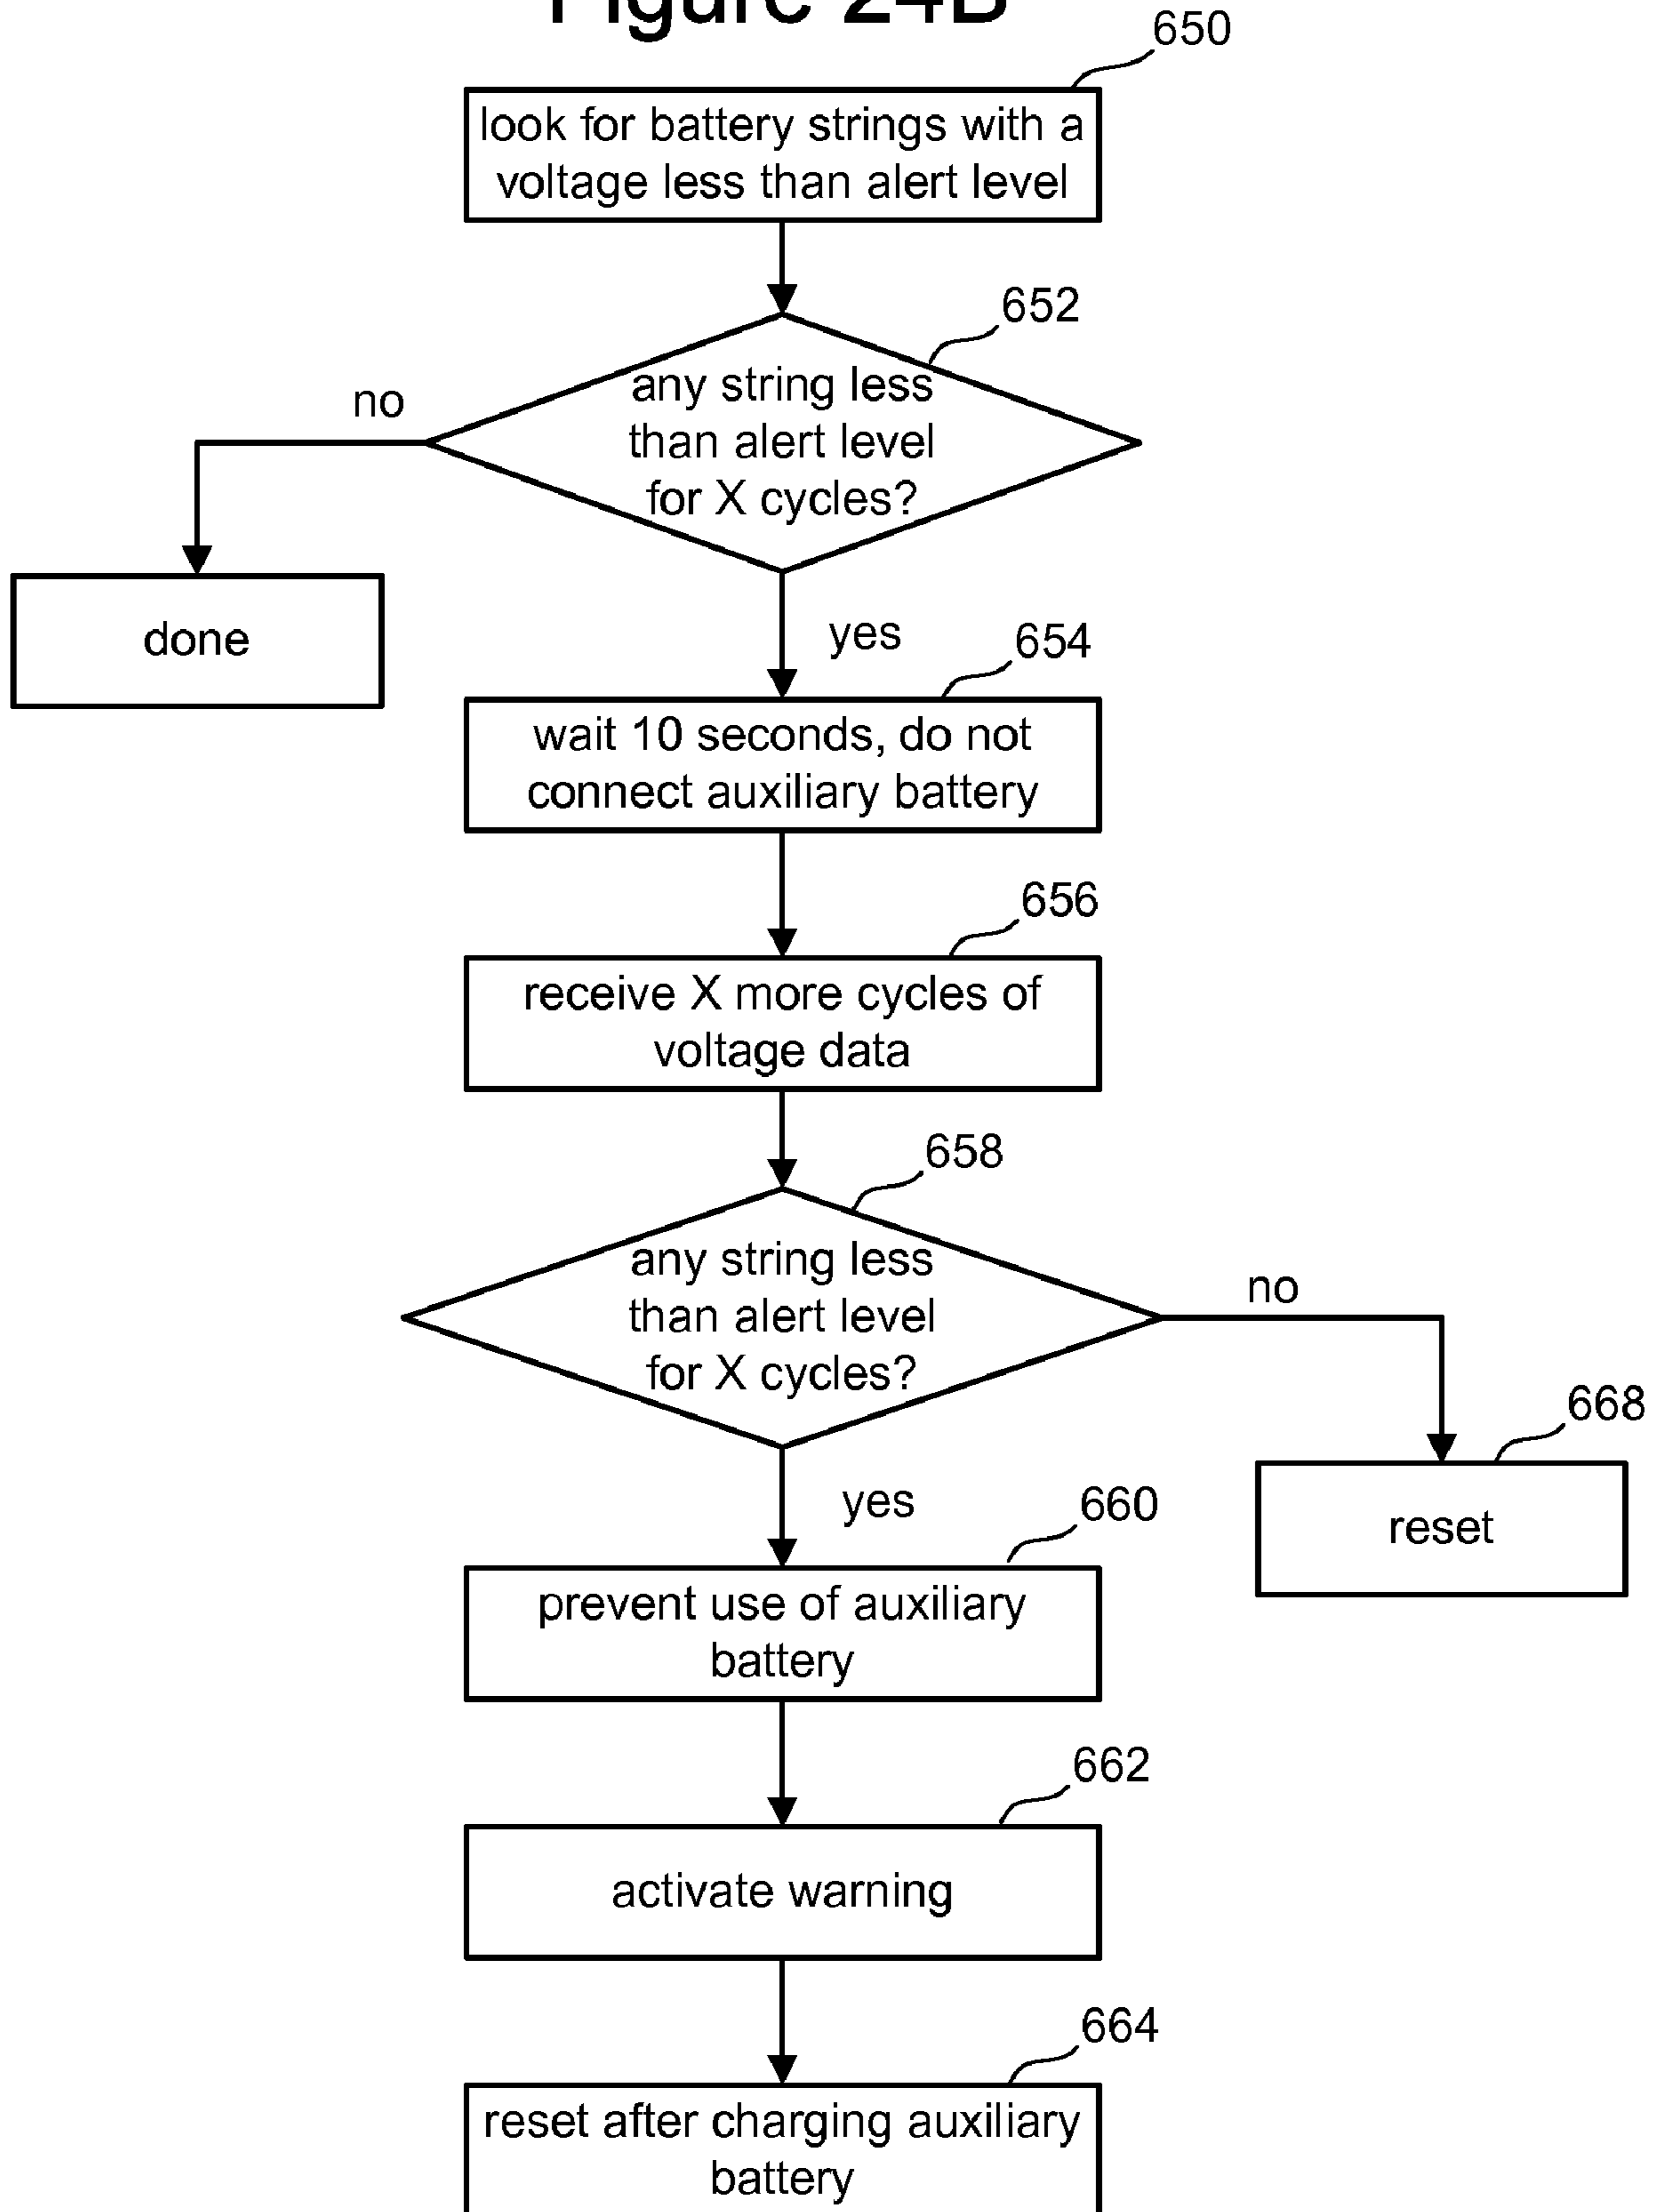 Figure 24B
650
look for battery strings with a
voltage less than alert level
652
any string less
than alert level
for X cycles?
no
done
yes
654
wait 10 seconds, do not
connect auxiliary battery
656
receive X more cycles of
voltage data
658
any string less
than alert level
for X cycles?
no
668
reset
yes
660
prevent use of auxiliary
battery
662
activate warning
664
reset after charging auxiliary
battery